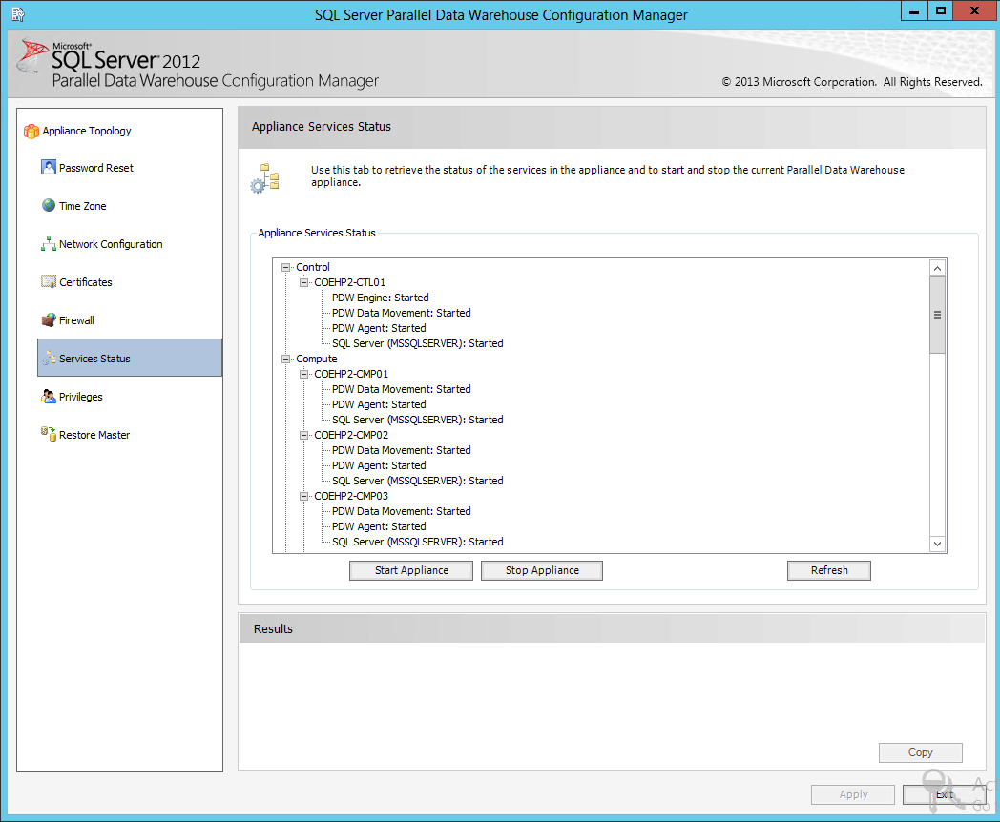 SQL Server Parallel Data Warehouse Configuration Manager
Microsoft®
SQL Server 2012
Parallel Data Warehouse Configuration Manager
© 2013 Microsoft Corporation. All Rights Reserved.
Appliance Topology
Password Reset
Time Zone
Network Configuration
Certificates
Firewall
Services Status
Privileges
Restore Master
Appliance Services Status
Use this tab to retrieve the status of the services in the appliance and to start and stop the current Parallel Data Warehouse
appliance.
Appliance Services Status
Control
COEHP2-CTL01
PDW Engine: Started
PDW Data Movement: Started
PDW Agent: Started
SQL Server (MSSQLSERVER): Started
Compute
COEHP2-CMP01
PDW Data Movement: Started
PDW Agent: Started
SQL Server (MSSQLSERVER): Started
COEHP2-CMP02
PDW Data Movement: Started
PDW Agent: Started
SQL Server (MSSQLSERVER): Started
COEHP2-CMP03
PDW Data Movement: Started
PDW Agent: Started
SQL Server (MSSQLSERVER): Started
Start Appliance
Stop Appliance
Refresh
Results
Copy
Apply
Exit
Go